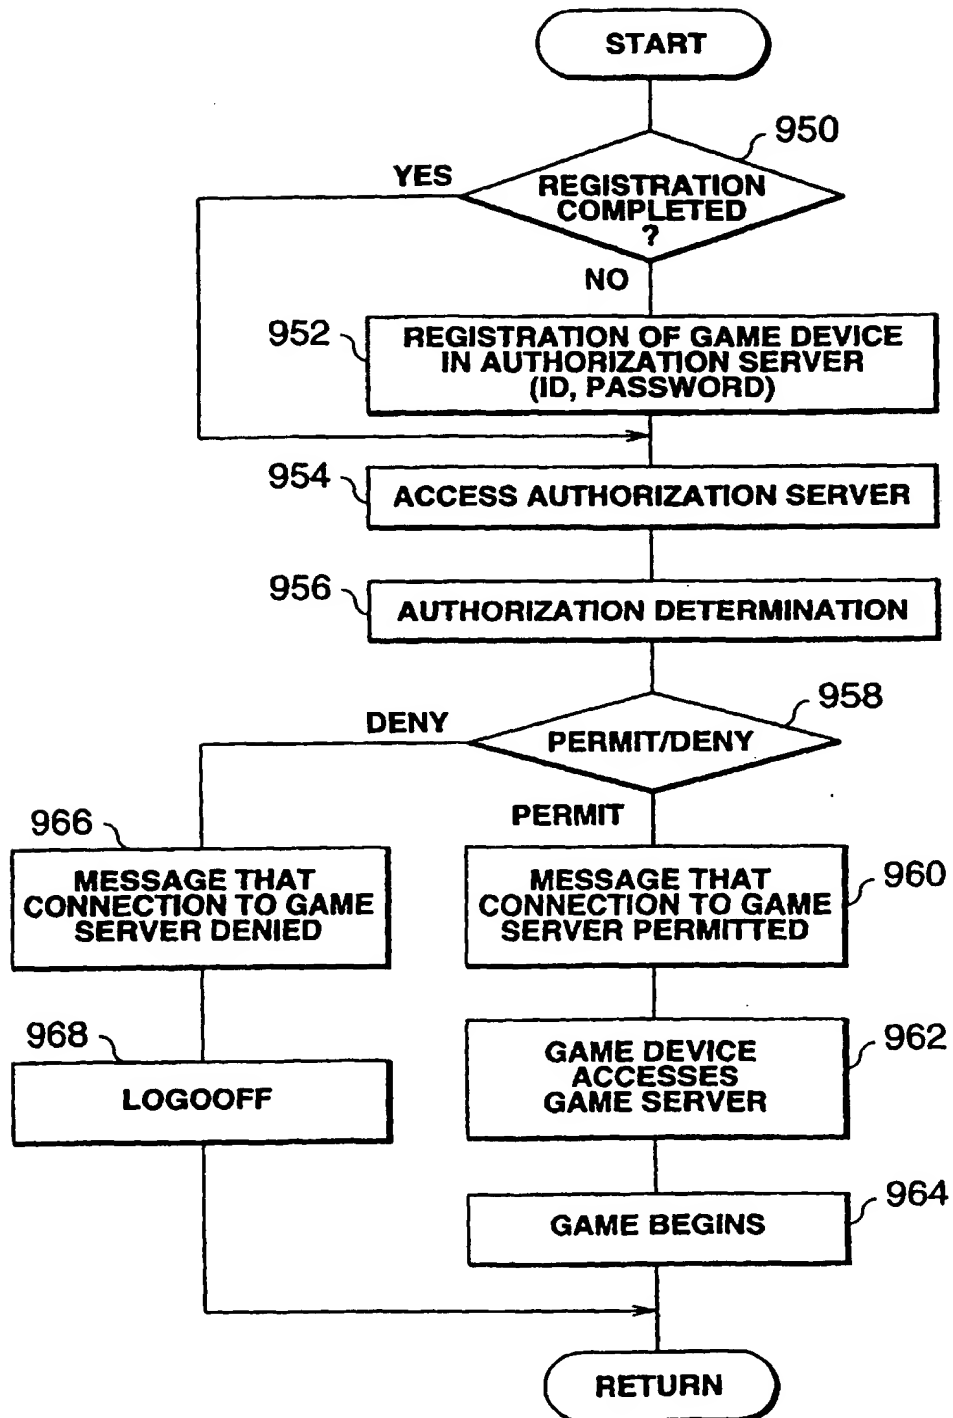 START
950
YES
REGISTRATION
COMPLETED
?
NO
952
REGISTRATION OF GAME DEVICE
IN AUTHORIZATION SERVER
(ID, PASSWORD)
954
ACCESS AUTHORIZATION SERVER
956
AUTHORIZATION DETERMINATION
958
DENY
PERMIT/DENY
PERMIT
966
MESSAGE THAT
CONNECTION TO GAME
SERVER DENIED
960
MESSAGE THAT
CONNECTION TO GAME
SERVER PERMITTED
968
LOGOOFF
962
GAME DEVICE
ACCESSES
GAME SERVER
964
GAME BEGINS
RETURN